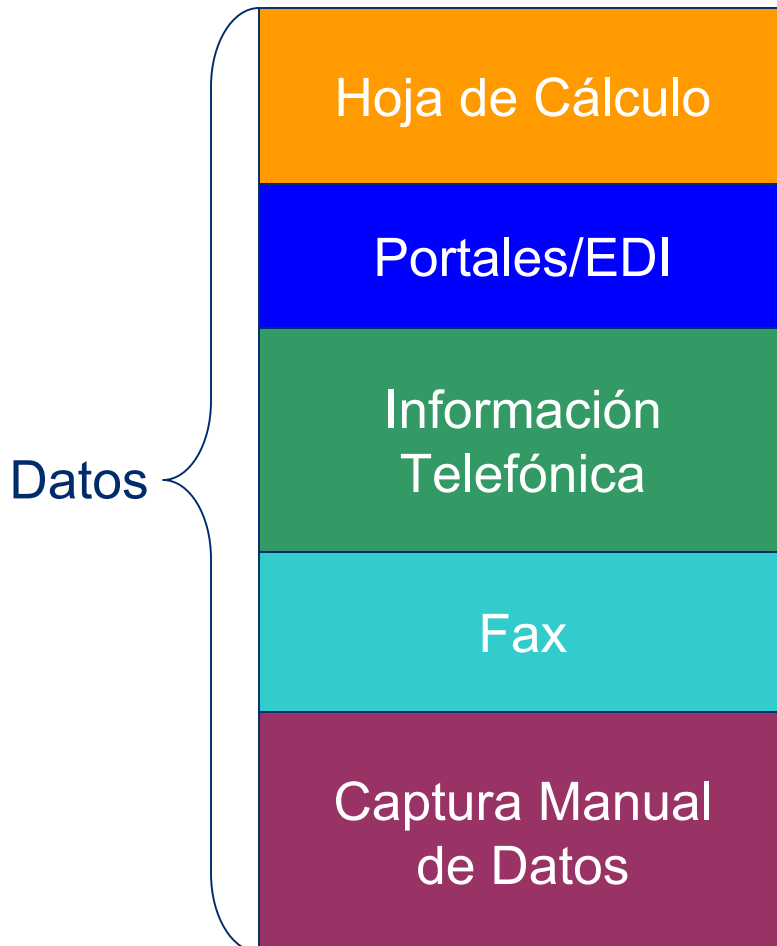 Hoja de Cálculo
Portales/EDI
Información
Telefónica
Datos
Fax
Captura Manual
de Datos